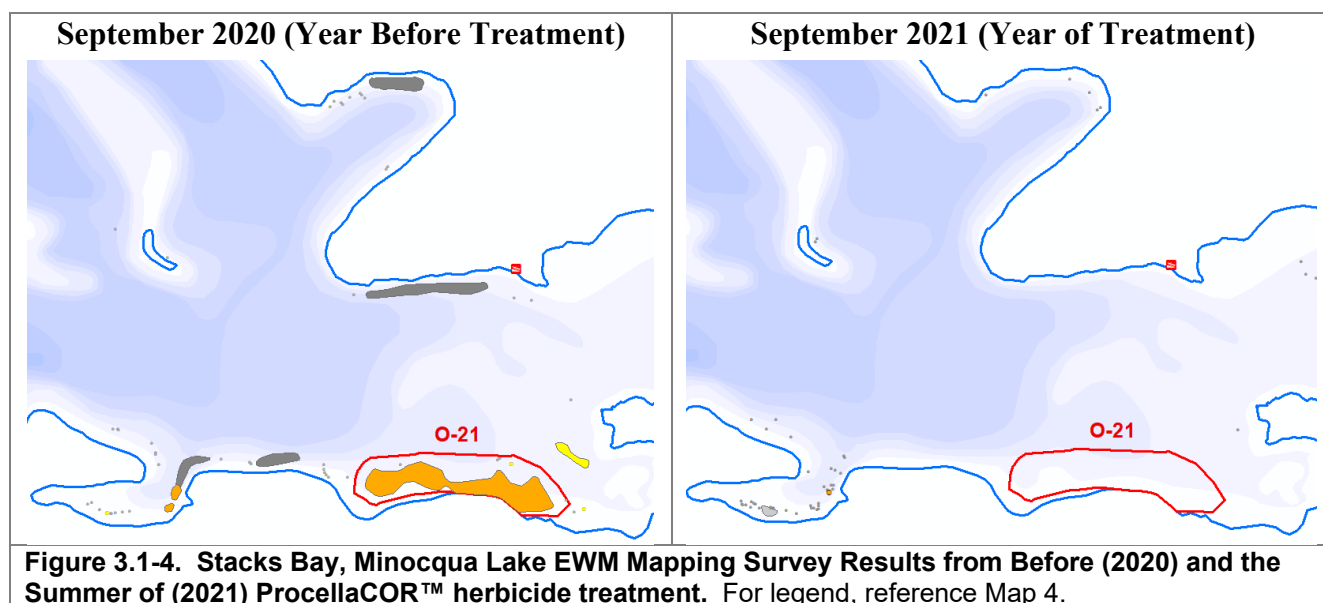 September 2020 (Year Before Treatment)
September 2021 (Year of Treatment)
O-21
O-21
Figure 3.1-4. Stacks Bay, Minocqua Lake EWM Mapping Survey Results from Before (2020) and the
Summer of (2021) ProcellaCOR™ herbicide treatment. For legend, reference Map 4.